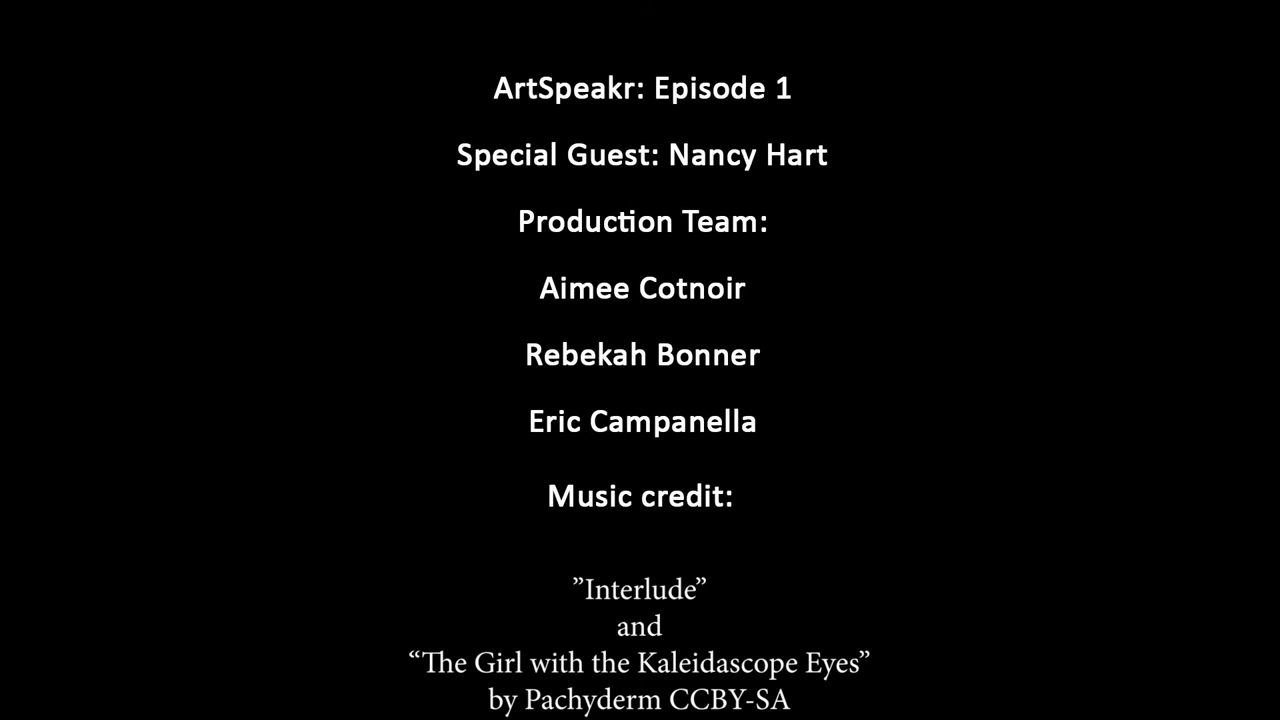 ArtSpeakr: Episode 1
Special Guest: Nancy Hart
Production Team:
Aimee Cotnoir
Rebekah Bonner
Eric Campanella
Music credit:
”Interlude”
and
“The Girl with the Kaleidascope Eyes”
by Pachyderm CCBY-SA